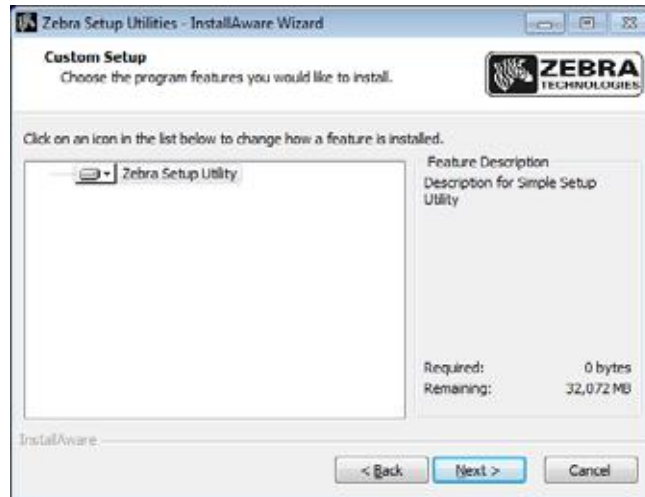 Zebra Setup Utilities - InstallAware Wizard
Custom Setup
Choose the program features you would like to install.
ZEBRA
TECHNOLOGIES
Click on an icon in the list below to change how a feature is installed.
Zebra Setup Utility
Feature Description
Description for Simple Setup
Utility
Required: 0 bytes
Remaining: 32,072 MB
InstallAware
< Back
Next >
Cancel